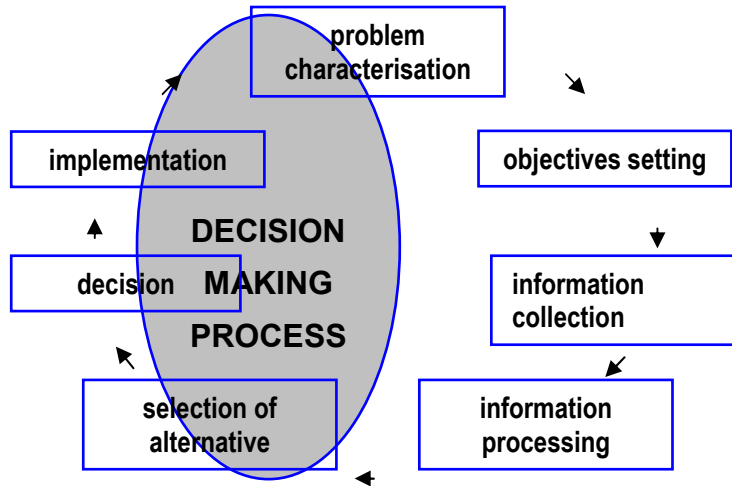 problem
characterisation
implementation
objectives setting
DECISION
MAKING
PROCESS
decision
information
collection
selection of
alternative
information
processing